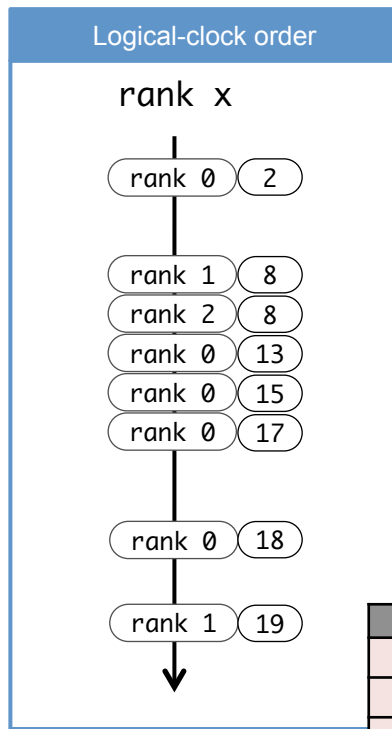 Logical-clock order
rank x
rank 0 2
rank 1 8
rank 2 8
rank 0 13
rank 0 15
rank 0 17
rank 0 18
rank 1 19